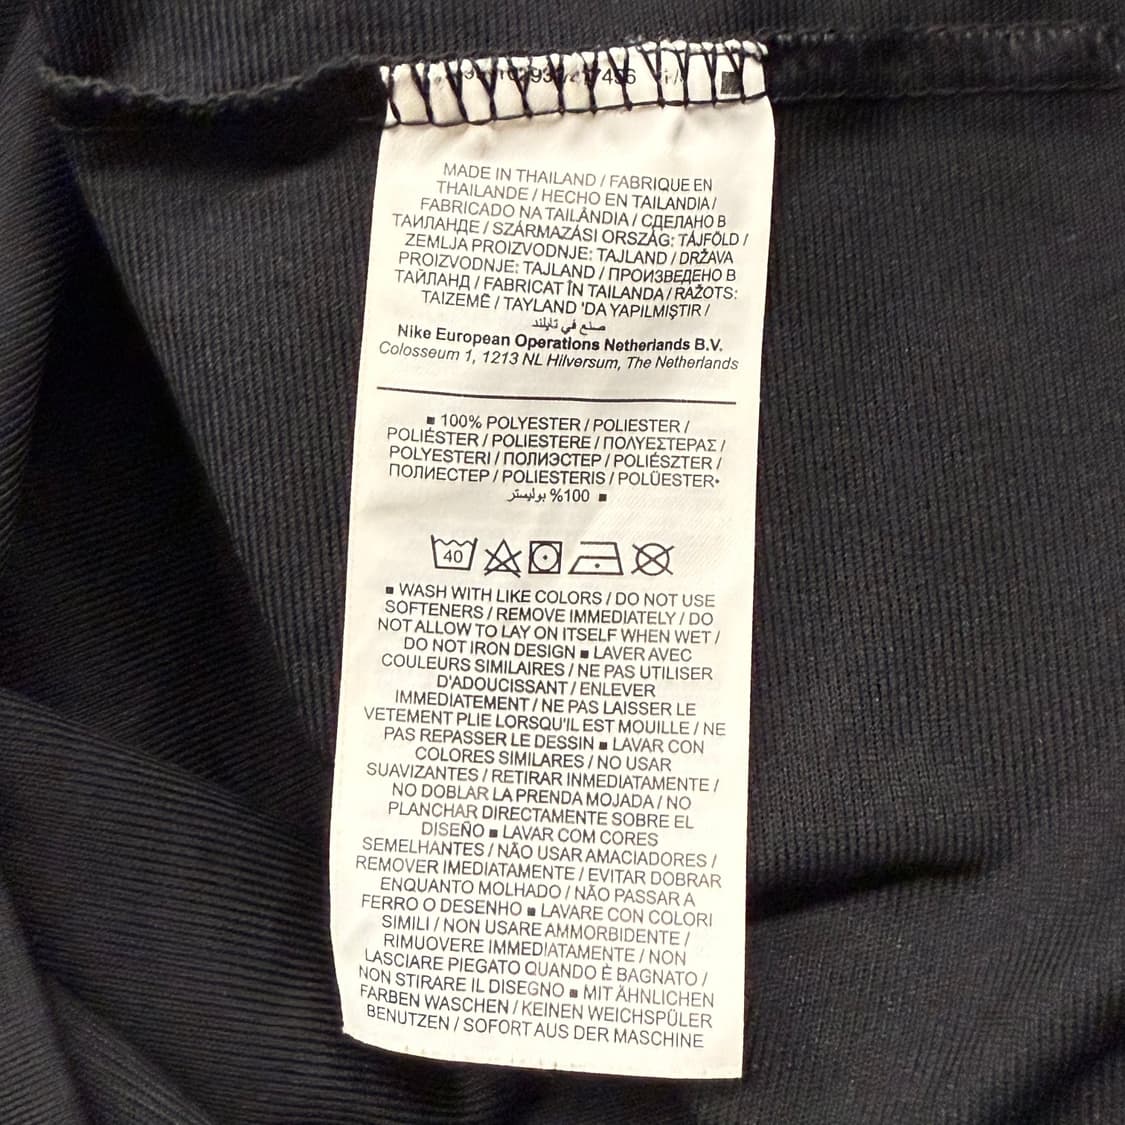 MADE IN THAILAND / FABRIQUE EN
THAILANDE / HECHO EN TAILANDIA /
FABRICADO NA TAILÂNDIA / СДЕЛАНО В
ТАИЛАНДЕ / SZÁRMAZÁSI ORSZÁG: TÁJFÖLD /
ZEMLJA PROIZVODNJE: TAJLAND / DRŽAVA
PROIZVODNJE: TAJLAND / ПРОИЗВЕДЕНО В
ТАЙЛАНД / FABRICAT ÎN TAILANDA / RAŽOTS:
TAIZEMĒ / TAYLAND 'DA YAPILMIŞTIR /
صنع في تايلند
Nike European Operations Netherlands B.V.
Colosseum 1, 1213 NL Hilversum, The Netherlands
■ 100% POLYESTER / POLIESTER /
POLIÉSTER / POLIESTERE / ΠΟΛΥΕΣΤΕΡΑΣ /
POLYESTERI / ПОЛИЭСТЕР / POLIÉSZTER /
ПОЛИЕСТЕР / POLIESTERIS / POLÜESTER•
■ 100% بوليستر
40
■ WASH WITH LIKE COLORS / DO NOT USE
SOFTENERS / REMOVE IMMEDIATELY / DO
NOT ALLOW TO LAY ON ITSELF WHEN WET /
DO NOT IRON DESIGN ■ LAVER AVEC
COULEURS SIMILAIRES / NE PAS UTILISER
D'ADOUCISSANT / ENLEVER
IMMEDIATEMENT / NE PAS LAISSER LE
VETEMENT PLIE LORSQU'IL EST MOUILLE / NE
PAS REPASSER LE DESSIN ■ LAVAR CON
COLORES SIMILARES / NO USAR
SUAVIZANTES / RETIRAR INMEDIATAMENTE /
NO DOBLAR LA PRENDA MOJADA / NO
PLANCHAR DIRECTAMENTE SOBRE EL
DISEÑO ■ LAVAR COM CORES
SEMELHANTES / NÃO USAR AMACIADORES /
REMOVER IMEDIATAMENTE / EVITAR DOBRAR
ENQUANTO MOLHADO / NÃO PASSAR A
FERRO O DESENHO ■ LAVARE CON COLORI
SIMILI / NON USARE AMMORBIDENTE /
RIMUOVERE IMMEDIATAMENTE / NON
LASCIARE PIEGATO QUANDO È BAGNATO /
NON STIRARE IL DISEGNO ■ MIT ÄHNLICHEN
FARBEN WASCHEN / KEINEN WEICHSPÜLER
BENUTZEN / SOFORT AUS DER MASCHINE